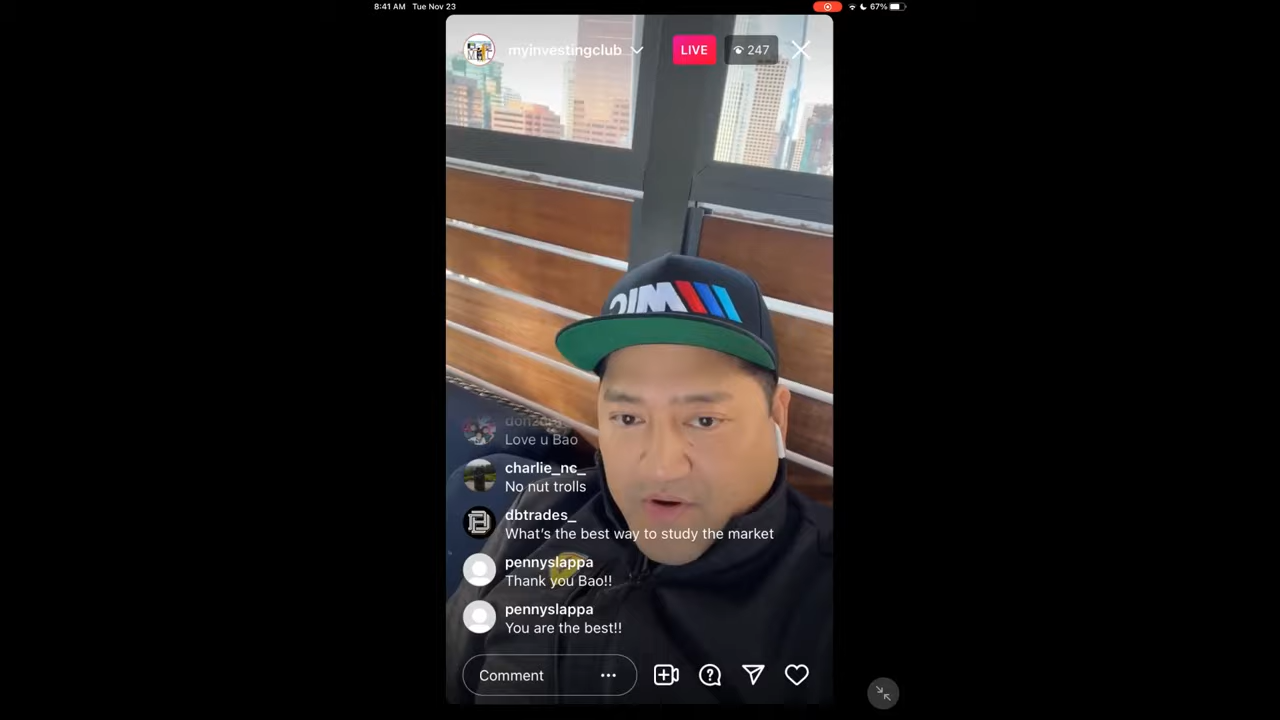 8:41 AM Tue Nov 23
67%
myinvestingclub
LIVE
247
MIC
Love u Bao
charlie_nc_
No nut trolls
dbtrades_
What's the best way to study the market
pennyslappa
Thank you Bao!!
pennyslappa
You are the best!!
Comment